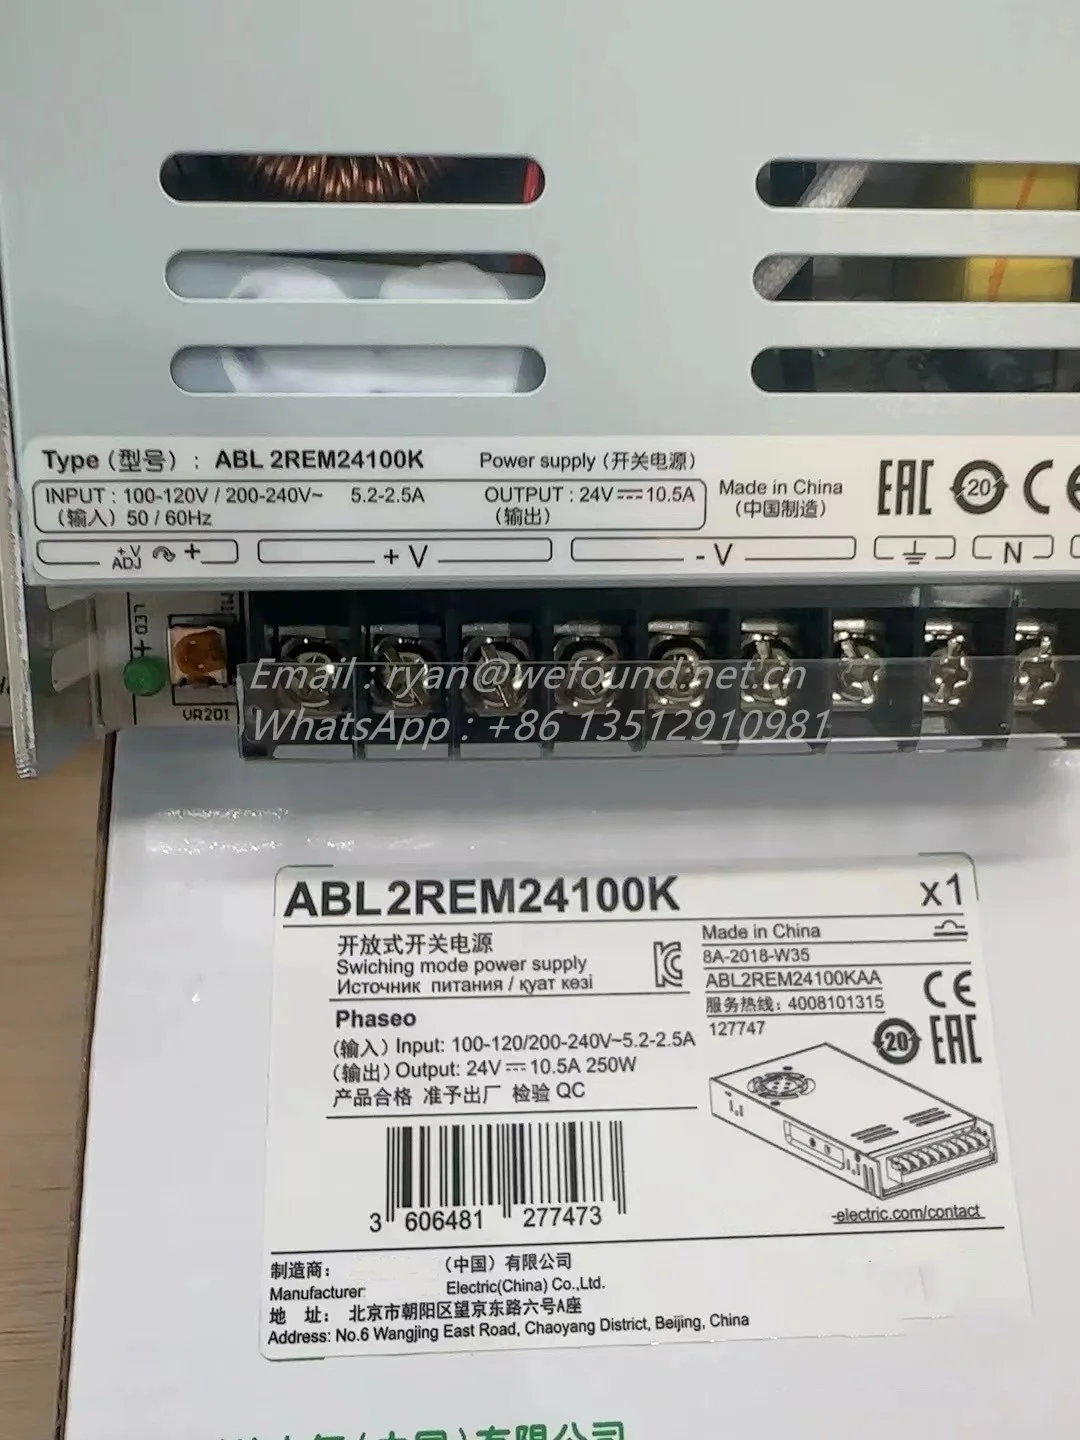 Type (型号) : ABL 2REM24100K Power supply (开关电源)
INPUT : 100-120V / 200-240V~ 5.2-2.5A OUTPUT : 24V⎓10.5A
(输入) 50 / 60Hz (输出)
Made in China
(中国制造)
EAC 20 CE
+V ADJ + +V -V N
LED +
VR201
Email : ryan@wefound.net.cn
WhatsApp : +86 13512910981
ABL2REM24100K x1
开放式开关电源
Swiching mode power supply
Источник питания / қуат көзі
Phaseo
(输入) Input: 100-120/200-240V~5.2-2.5A
(输出) Output: 24V⎓10.5A 250W
产品合格 准予出厂 检验 QC
Made in China
8A-2018-W35
ABL2REM24100KAA
服务热线: 4008101315
127747
CE
20 EAC
3 606481 277473
-electric.com/contact
制造商: (中国) 有限公司
Manufacturer: Electric(China) Co.,Ltd.
地 址: 北京市朝阳区望京东路六号A座
Address: No.6 Wangjing East Road, Chaoyang District, Beijing, China
(中国) 有限公司